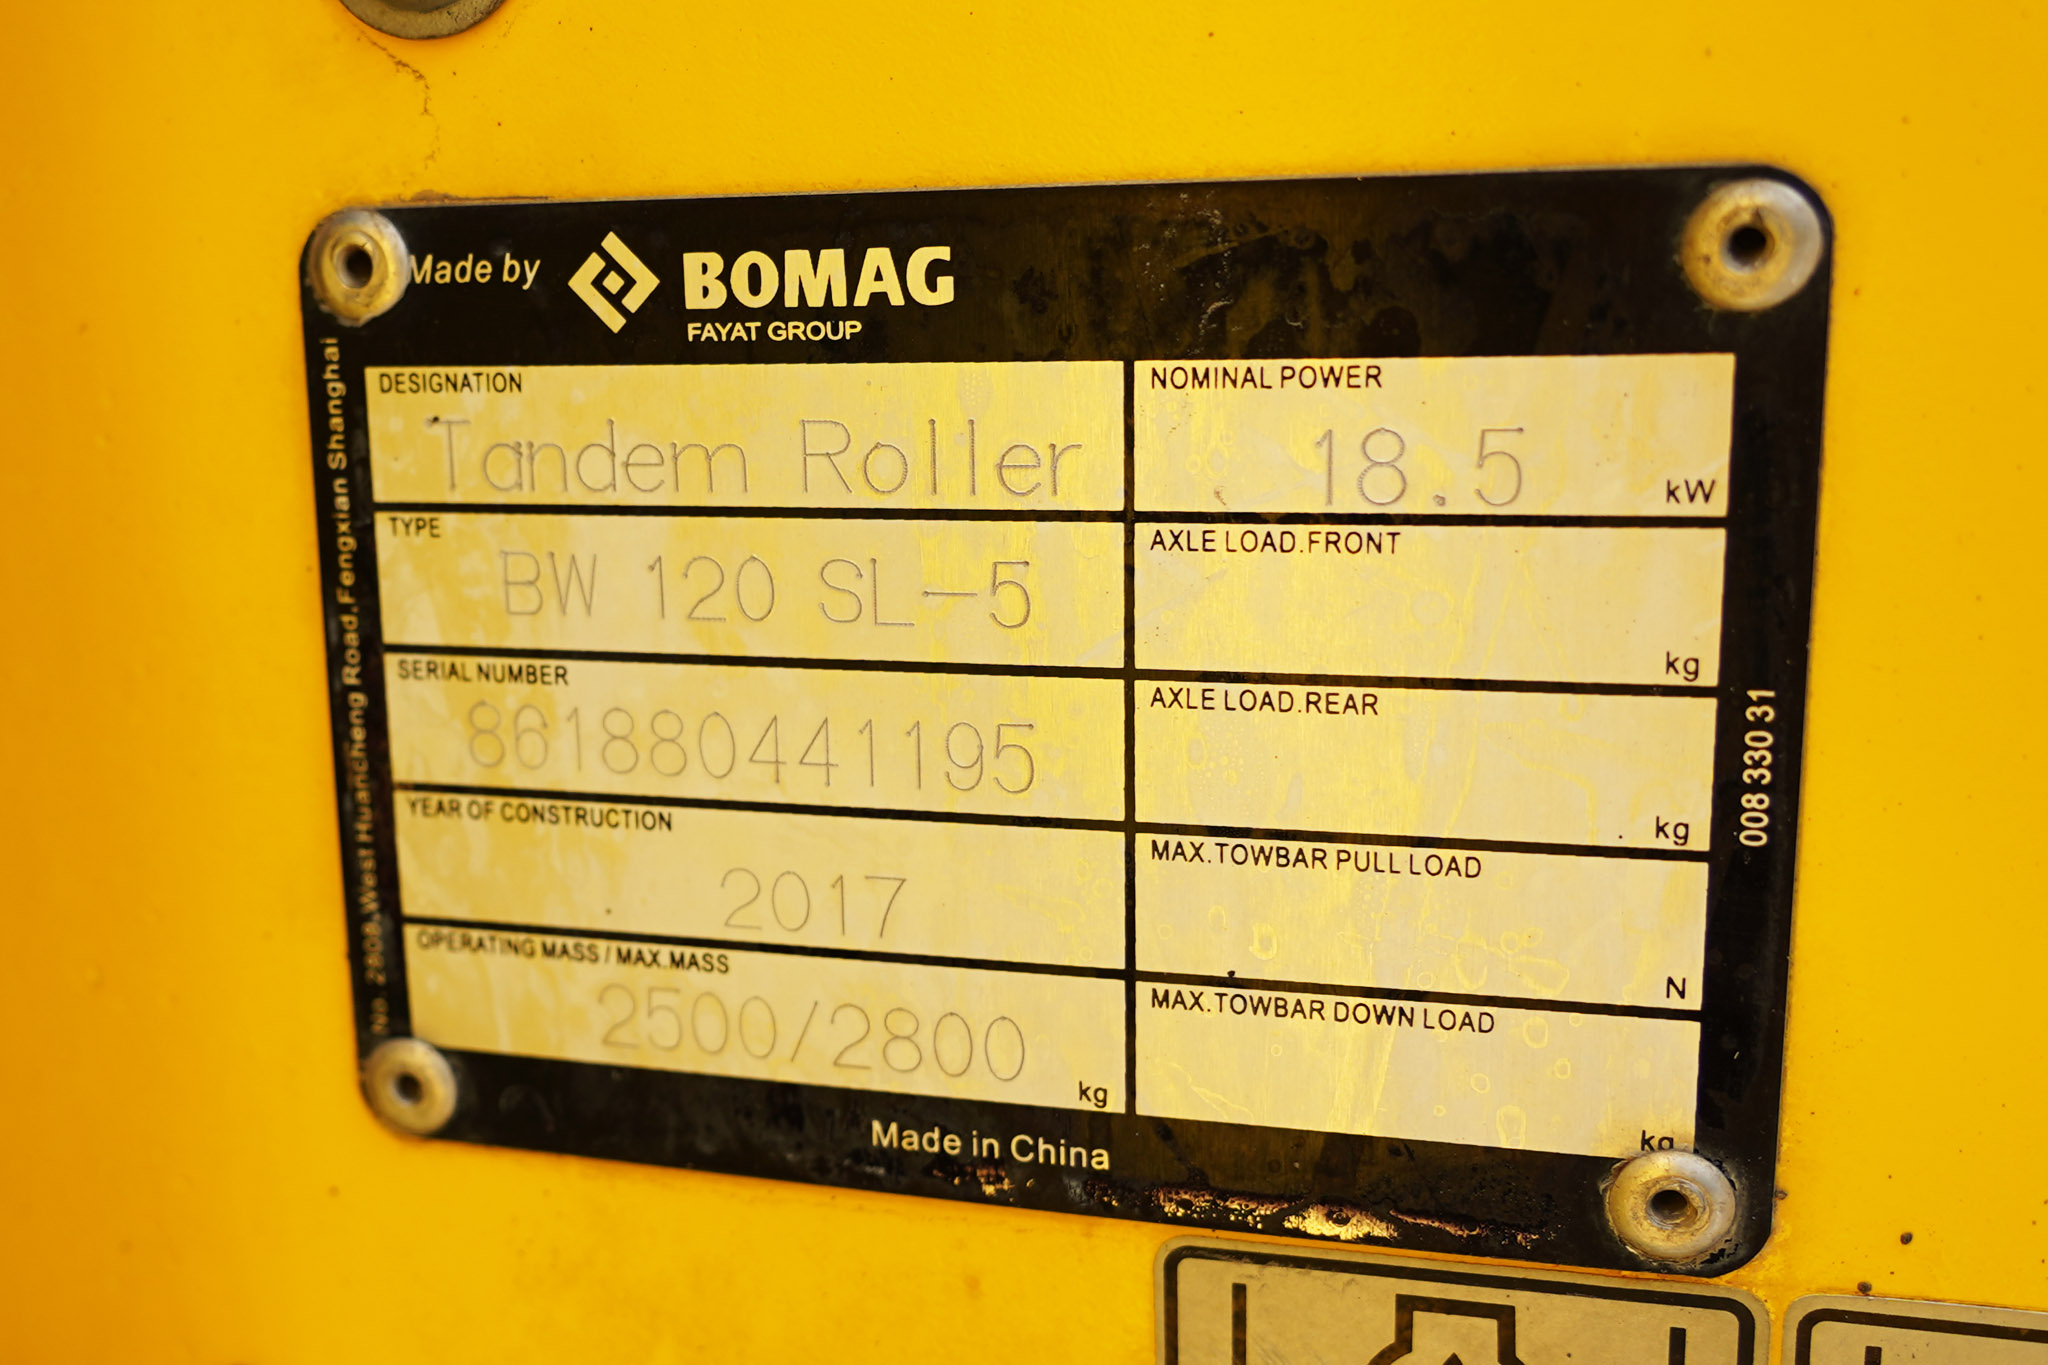 Made by BOMAG
FAYAT GROUP
DESIGNATION
Tandem Roller
TYPE
BW 120 SL-5
SERIAL NUMBER
861880441195
YEAR OF CONSTRUCTION
2017
OPERATING MASS / MAX.MASS
2500/2800
kg
NOMINAL POWER
18.5
kW
AXLE LOAD.FRONT
kg
AXLE LOAD.REAR
kg
MAX.TOWBAR PULL LOAD
N
MAX.TOWBAR DOWN LOAD
kg
Made in China
No. 2808.West Huancheng Road.Fengxian Shanghai
008 330 31